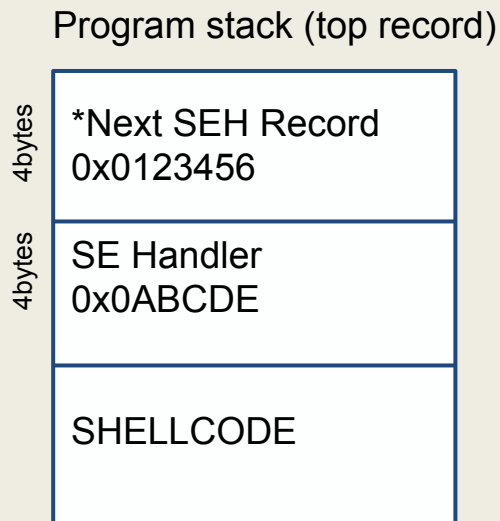 Program stack (top record)
4bytes
*Next SEH Record
0x0123456
4bytes
SE Handler
0x0ABCDE
SHELLCODE